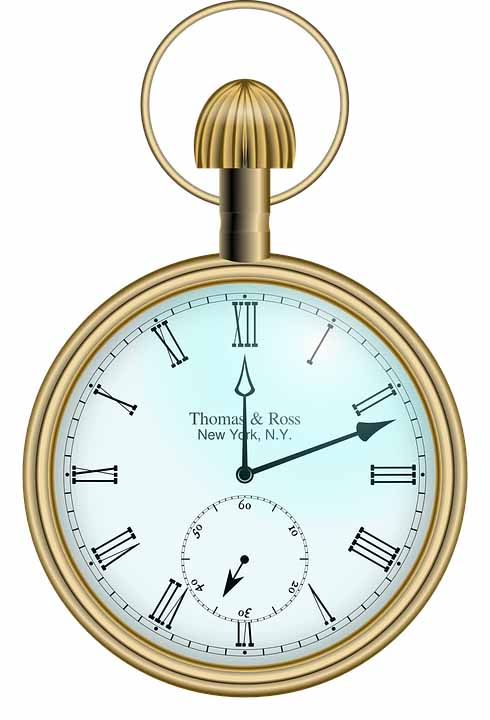 XII
I
II
III
IIII
V
VI
VII
VIII
IX
X
XI
Thomas & Ross
New York, N.Y.
60
10
20
30
40
50